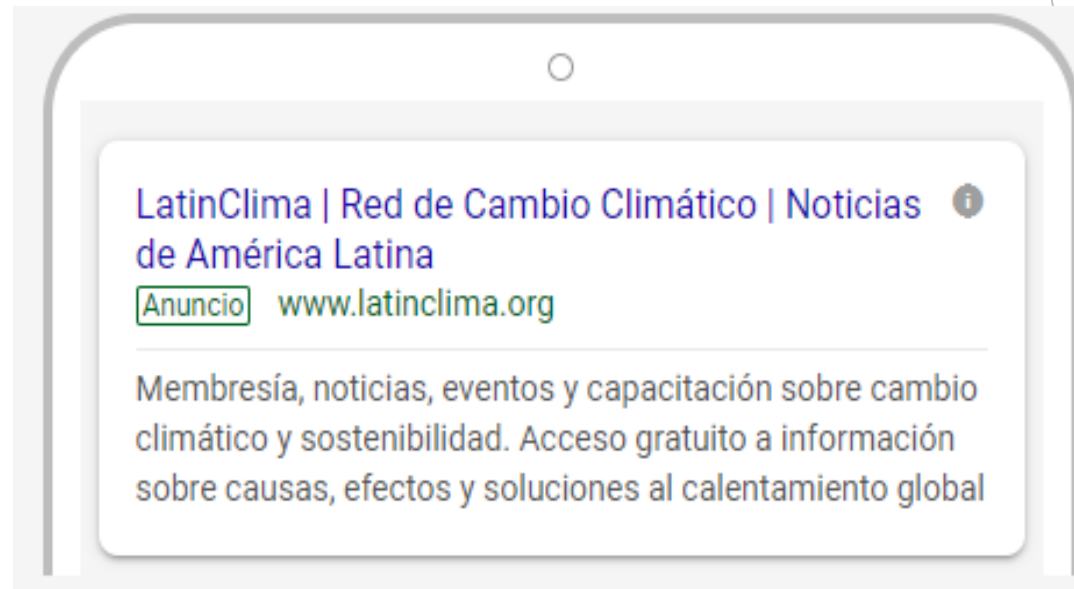 LatinClima | Red de Cambio Climático | Noticias
de América Latina
Anuncio www.latinclima.org
Membresía, noticias, eventos y capacitación sobre cambio
climático y sostenibilidad. Acceso gratuito a información
sobre causas, efectos y soluciones al calentamiento global